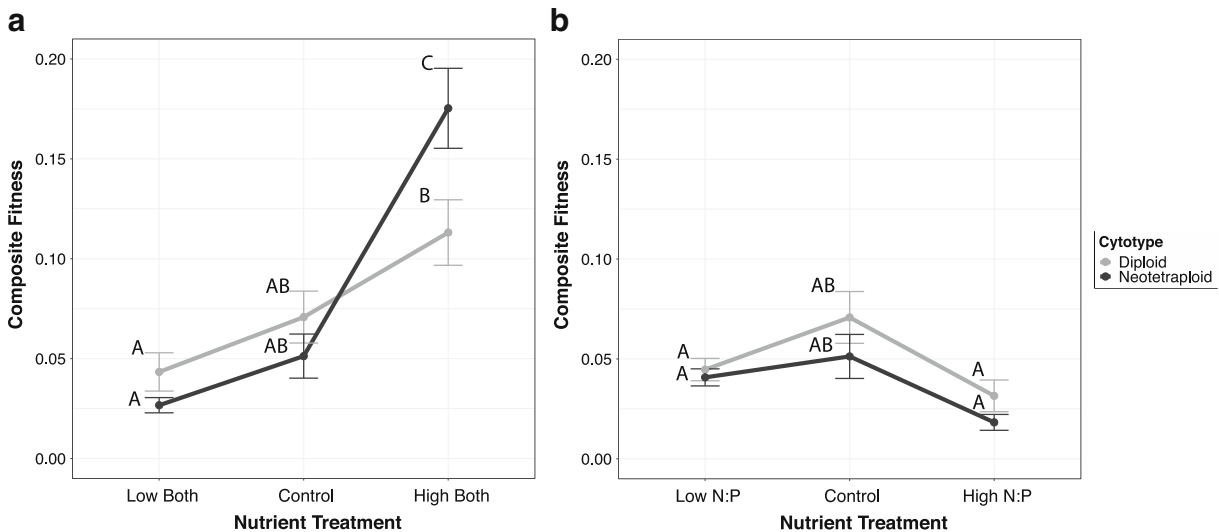 a
Composite Fitness
0.20
0.15
0.10
0.05
0.00
C
B
AB
AB
A
A
Low Both
Control
High Both
Nutrient Treatment
b
Composite Fitness
0.20
0.15
0.10
0.05
0.00
AB
AB
A
A
A
A
Low N:P
Control
High N:P
Nutrient Treatment
Cytotype
Diploid
Neotetraploid